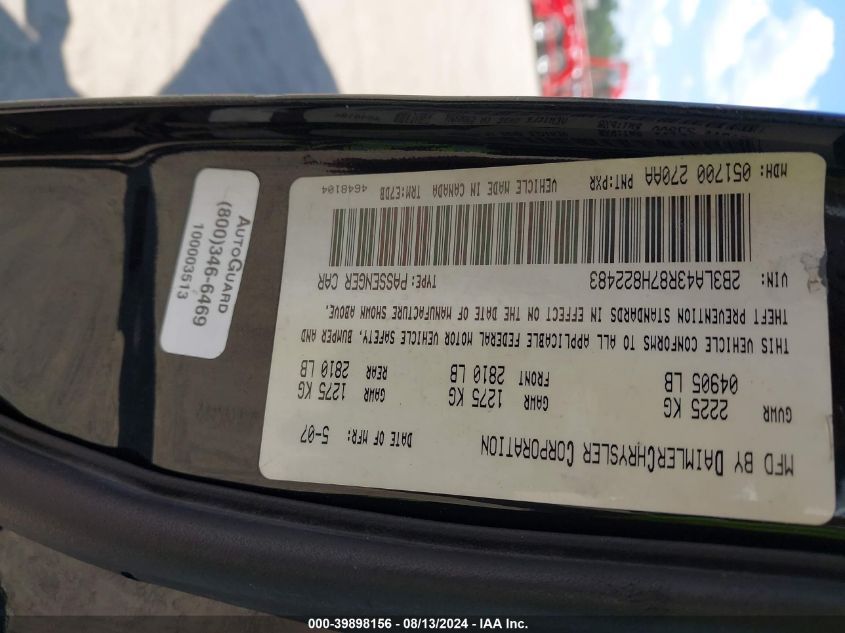 MFD BY DAIMLERCHRYSLER CORPORATION
DATE OF MFR: 5-07
GVWR 2225 KG 04905 LB
GAWR FRONT 1275 KG 2810 LB
GAWR REAR 1275 KG 2810 LB
THIS VEHICLE CONFORMS TO ALL APPLICABLE FEDERAL MOTOR VEHICLE SAFETY, BUMPER AND
THEFT PREVENTION STANDARDS IN EFFECT ON THE DATE OF MANUFACTURE SHOWN ABOVE.
VIN: 2B3LA43R87H822483 TYPE: PASSENGER CAR
MDH: 051700 270AA PNT:PXR VEHICLE MADE IN CANADA TRM:E7DB 4648104
AUTOGUARD
(800)346-6469
100003513
000-39898156 - 08/13/2024 - IAA Inc.